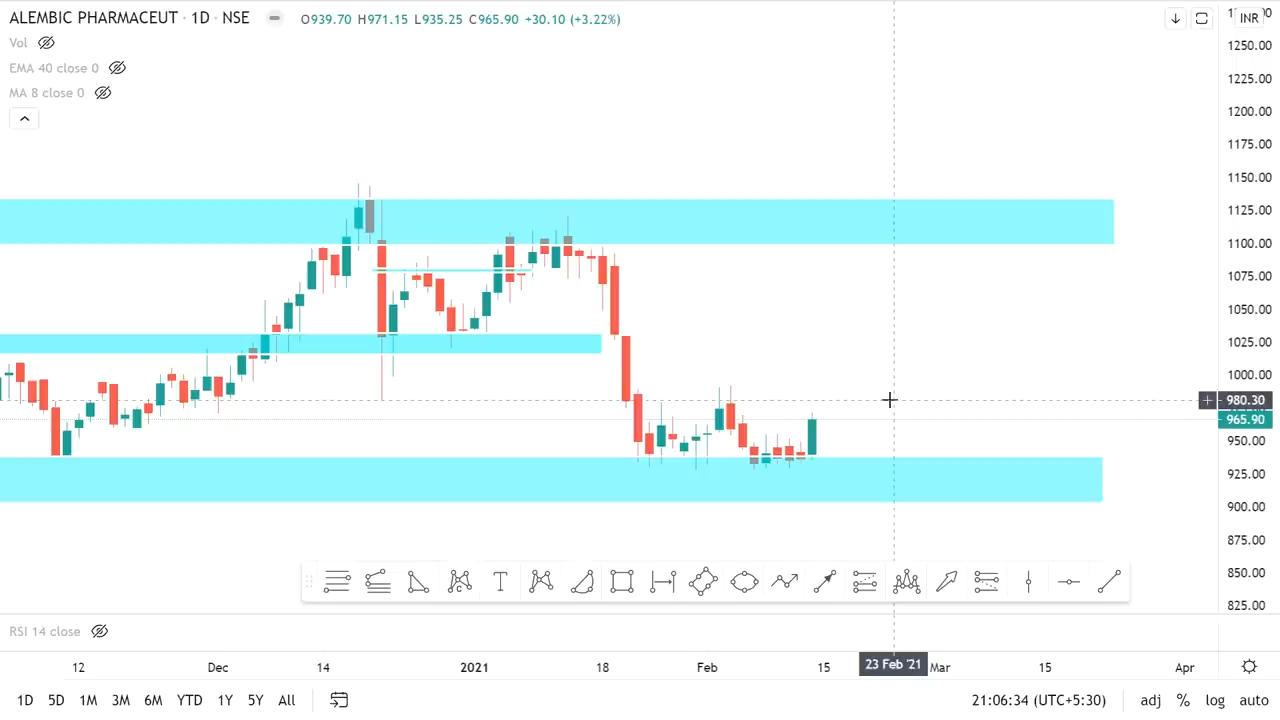 ALEMBIC PHARMACEUT · 1D · NSE O939.70 H971.15 L935.25 C965.90 +30.10 (+3.22%) INR
Vol
EMA 40 close 0
MA 8 close 0
1250.00
1225.00
1200.00
1175.00
1150.00
1125.00
1100.00
1075.00
1050.00
1025.00
1000.00
980.30
965.90
950.00
925.00
900.00
875.00
850.00
825.00
RSI 14 close
12 Dec 14 2021 18 Feb 15 23 Feb '21 Mar 15 Apr
1D 5D 1M 3M 6M YTD 1Y 5Y All 21:06:34 (UTC+5:30) adj % log auto